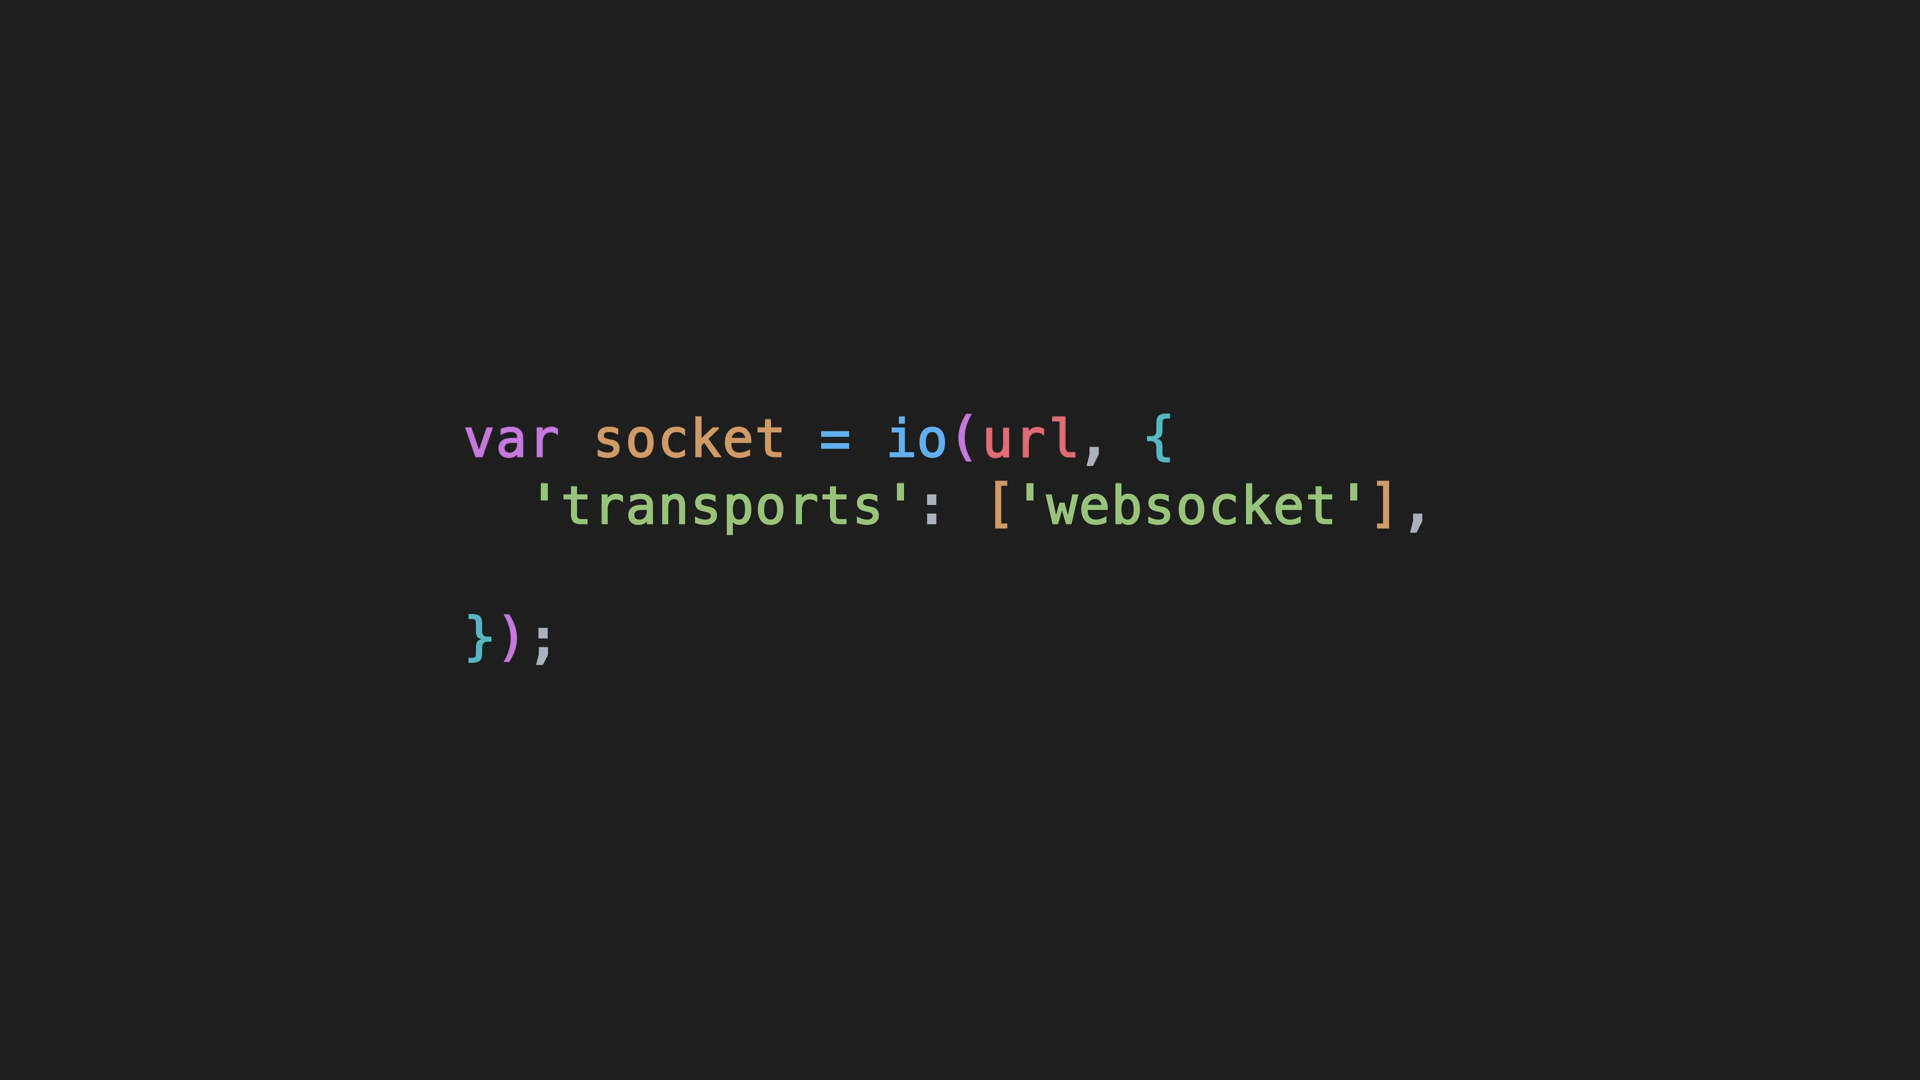 var socket = io(url, {
  'transports': ['websocket'],
});